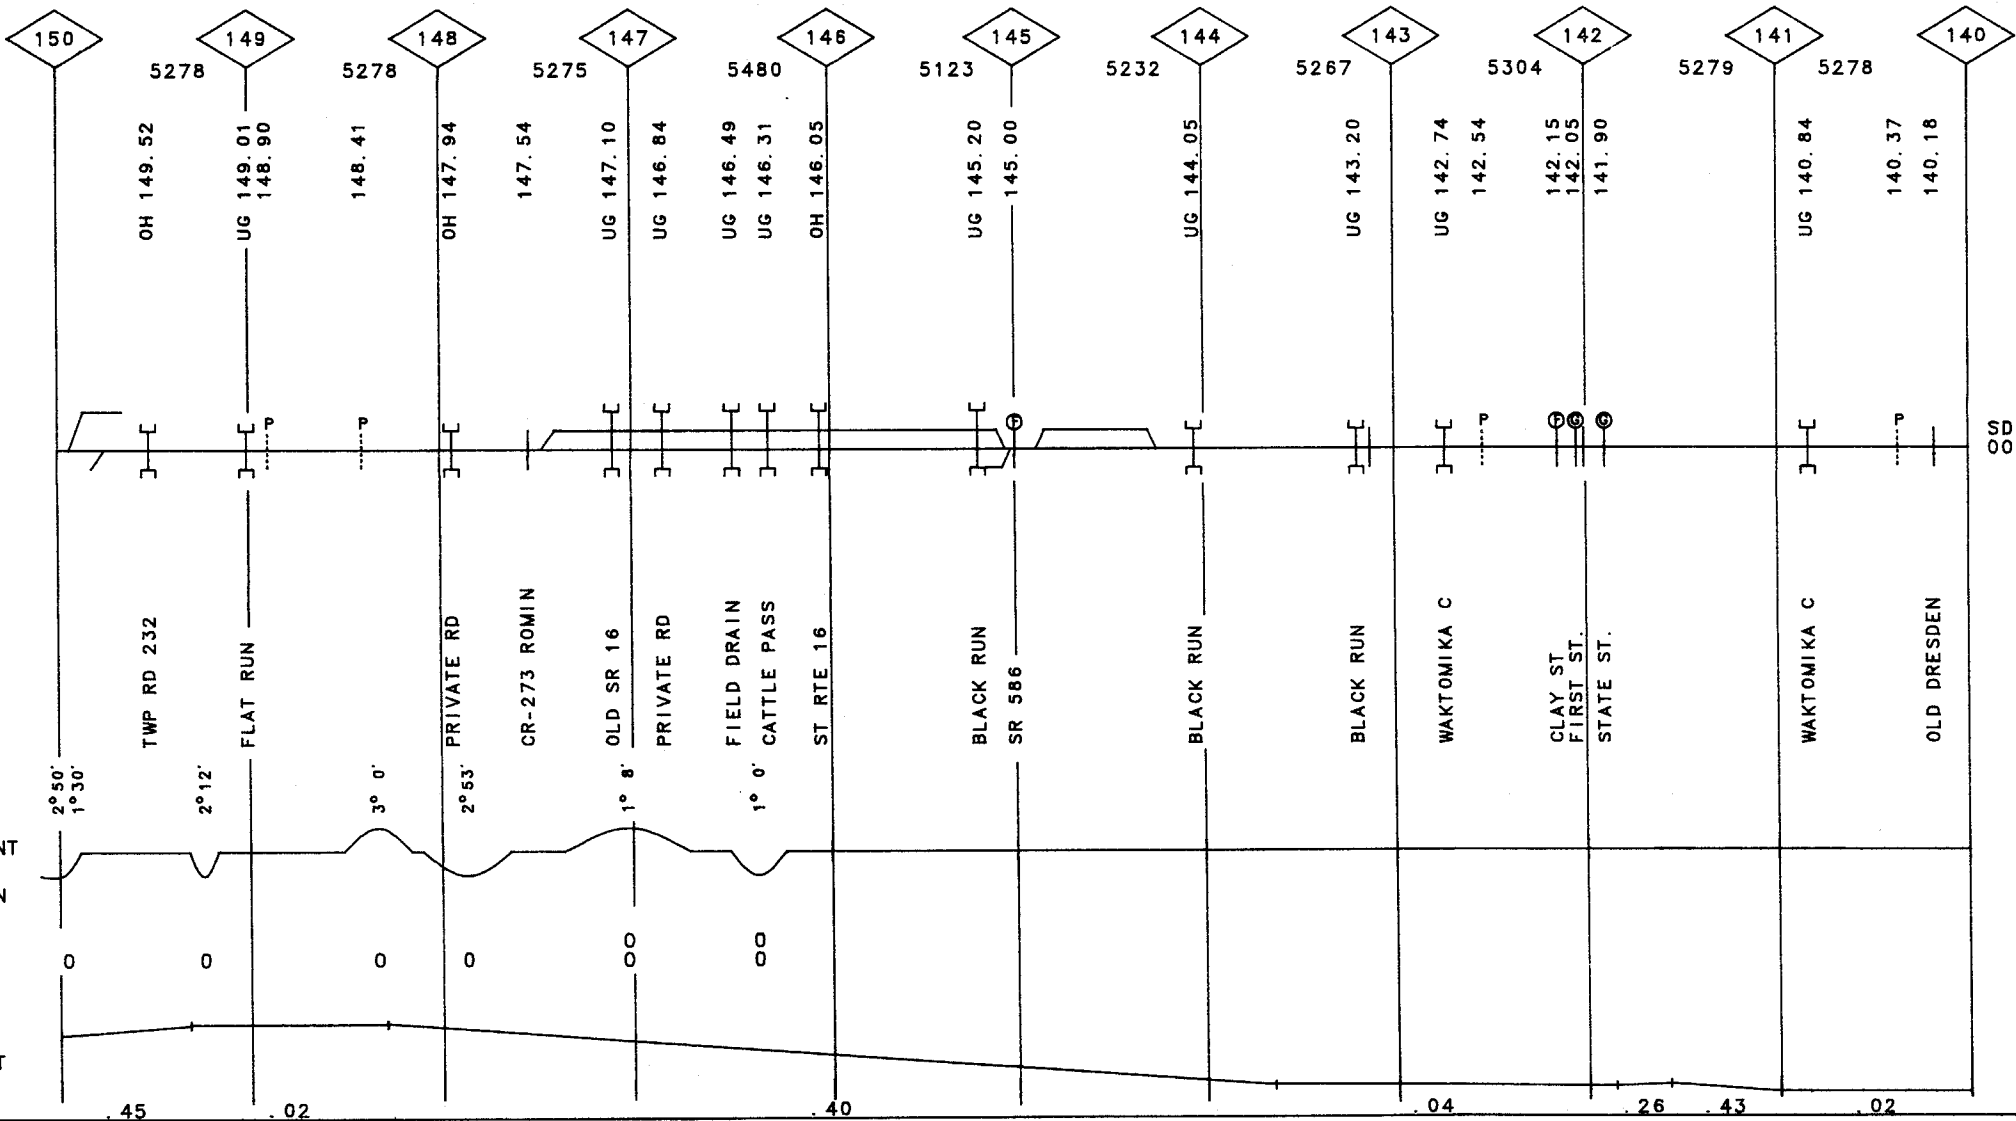 150 149 148 147 146 145 144 143 142 141 140
5278 5278 5275 5480 5123 5232 5267 5304 5279 5278
OH 149.52
UG 149.01
148.90
148.41
OH 147.94
147.54
UG 147.10
UG 146.84
UG 146.49
UG 146.31
OH 146.05
UG 145.20
145.00
UG 144.05
UG 143.20
UG 142.74
142.54
142.15
142.05
141.90
UG 140.84
140.37
140.18
P P F P F G G P
SD
00
TWP RD 232
FLAT RUN
PRIVATE RD
CR-273 ROMIN
OLD SR 16
PRIVATE RD
FIELD DRAIN
CATTLE PASS
ST RTE 16
BLACK RUN
SR 586
BLACK RUN
BLACK RUN
WAKTOMIKA C
CLAY ST
FIRST ST.
STATE ST.
WAKTOMIKA C
OLD DRESDEN
2°50'
1°30'
2°12'
3° 0'
2°53'
1° 8'
1° 0'
NT
N
0 0
0 0 0 0 0 0
T
.45 .02 .40 .04 .26 .43 .02